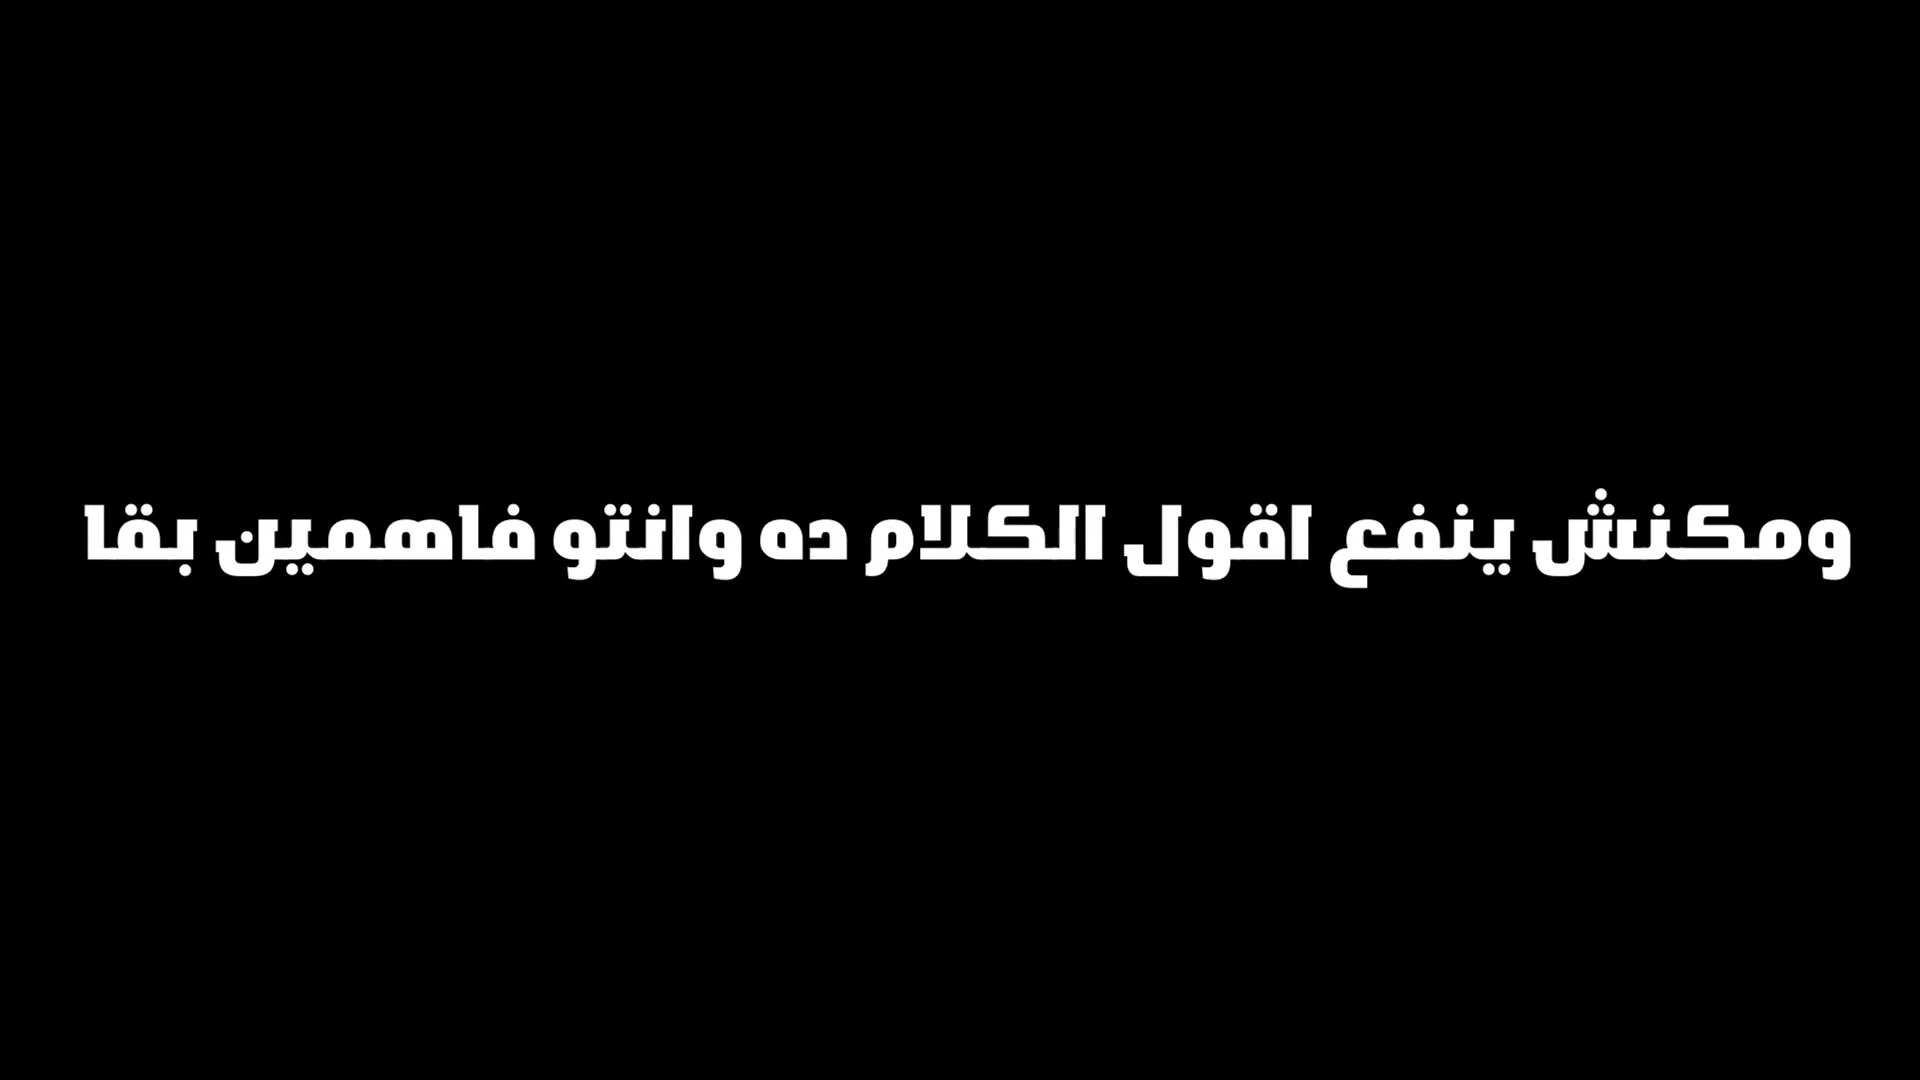 ومكنش ينفع اقول الكلام ده وانتو فاهمين بقا